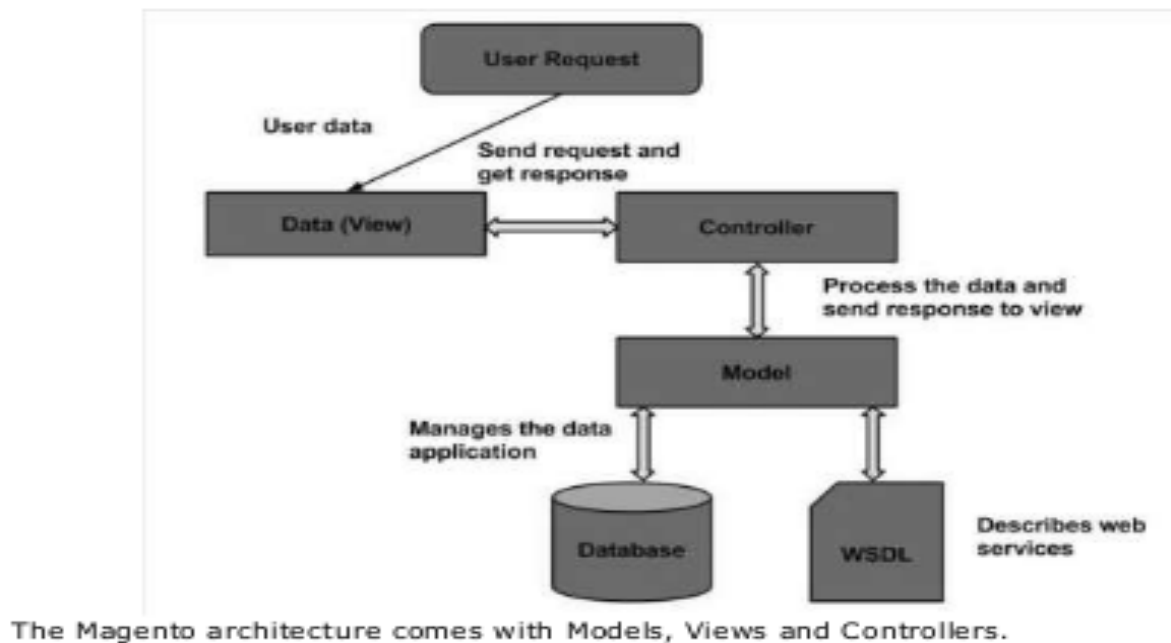 User Request
User data
Send request and
get response
Data (View)
Controller
Process the data and
send response to view
Model
Manages the data
application
Database
WSDL
Describes web
services
The Magento architecture comes with Models, Views and Controllers.